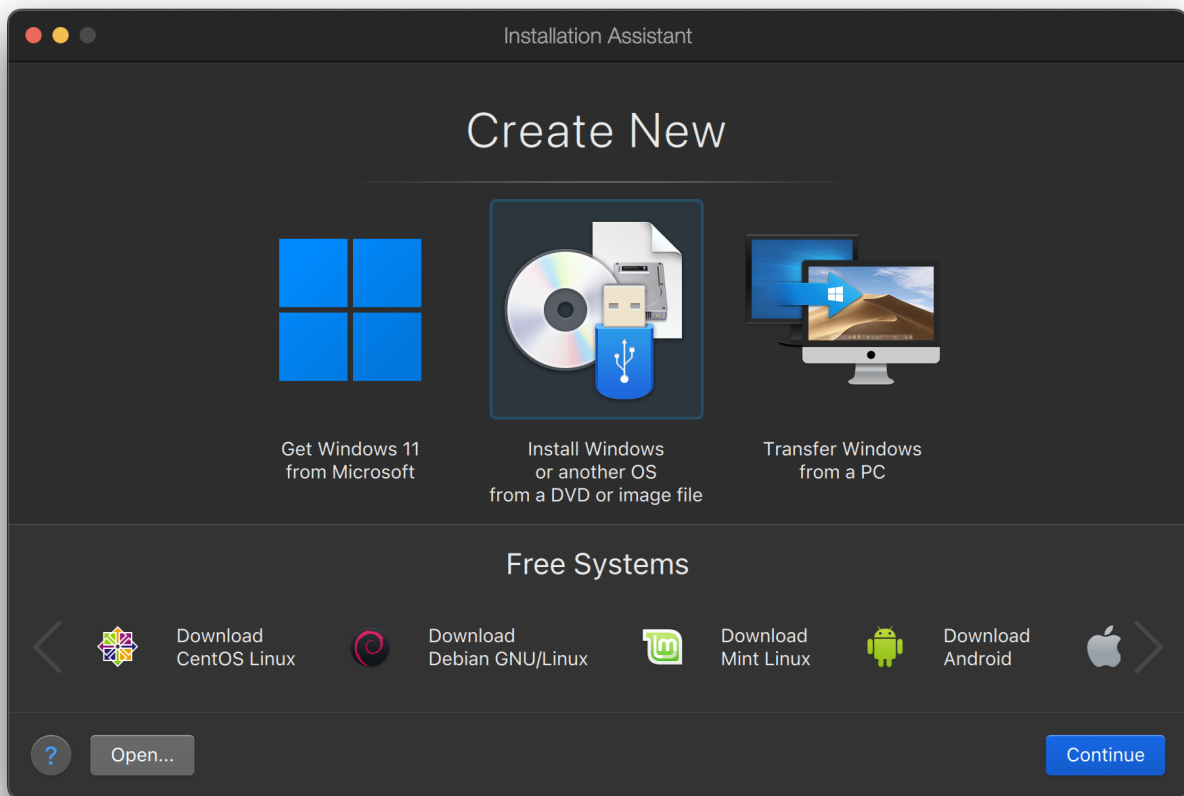 Installation Assistant
Create New
Get Windows 11
from Microsoft
Install Windows
or another OS
from a DVD or image file
Transfer Windows
from a PC
Free Systems
Download
CentOS Linux
Download
Debian GNU/Linux
Download
Mint Linux
Download
Android
?
Open...
Continue